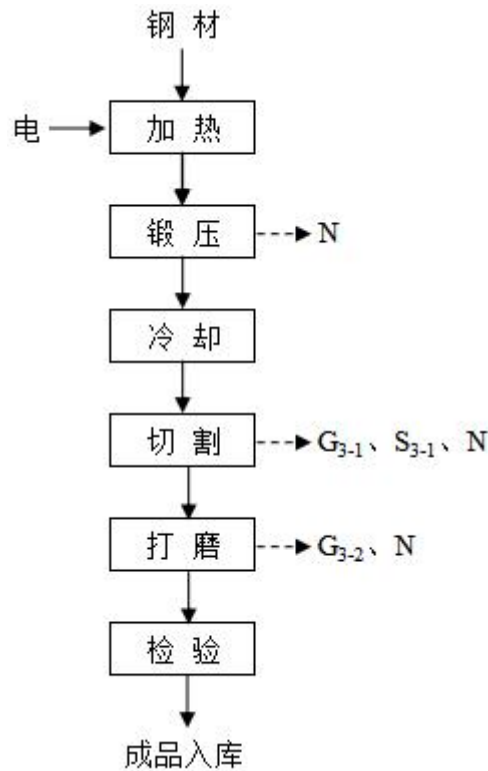 钢 材
电
加 热
锻 压
N
冷 却
切 割
G3-1、S3-1、N
打 磨
G3-2、N
检 验
成品入库